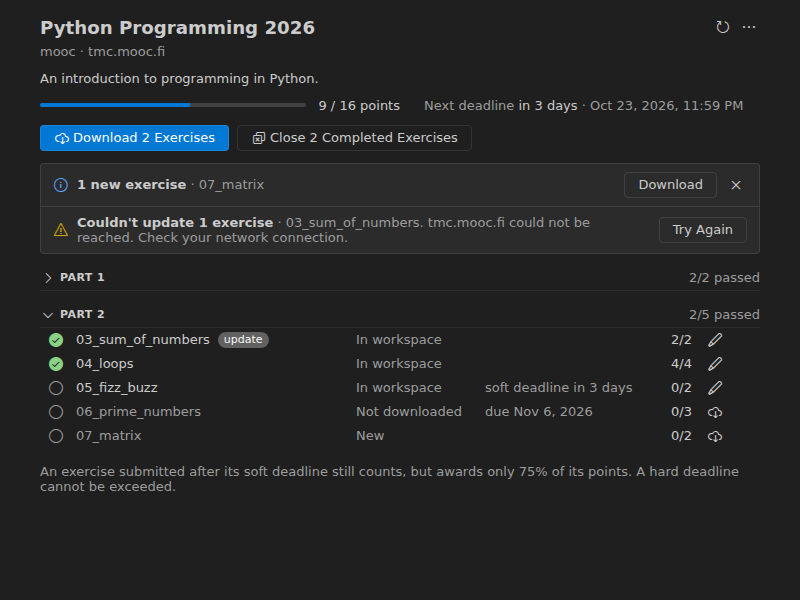 Python Programming 2026
mooc · tmc.mooc.fi
An introduction to programming in Python.
9 / 16 points Next deadline in 3 days · Oct 23, 2026, 11:59 PM
Download 2 Exercises Close 2 Completed Exercises
1 new exercise · 07_matrix Download
Couldn't update 1 exercise · 03_sum_of_numbers. tmc.mooc.fi could not be
reached. Check your network connection.
Try Again
PART 1 2/2 passed
PART 2 2/5 passed
03_sum_of_numbers update In workspace 2/2
04_loops In workspace 4/4
05_fizz_buzz In workspace soft deadline in 3 days 0/2
06_prime_numbers Not downloaded due Nov 6, 2026 0/3
07_matrix New 0/2
An exercise submitted after its soft deadline still counts, but awards only 75% of its points. A hard deadline
cannot be exceeded.